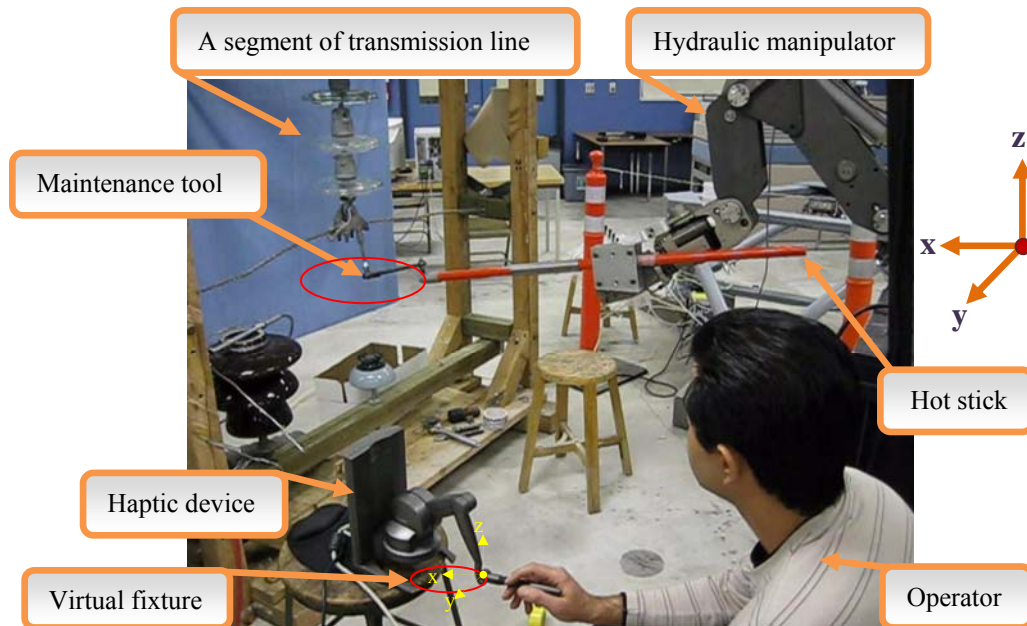 A segment of transmission line
Hydraulic manipulator
Maintenance tool
z
x
y
Hot stick
Haptic device
z
x
y
Virtual fixture
Operator